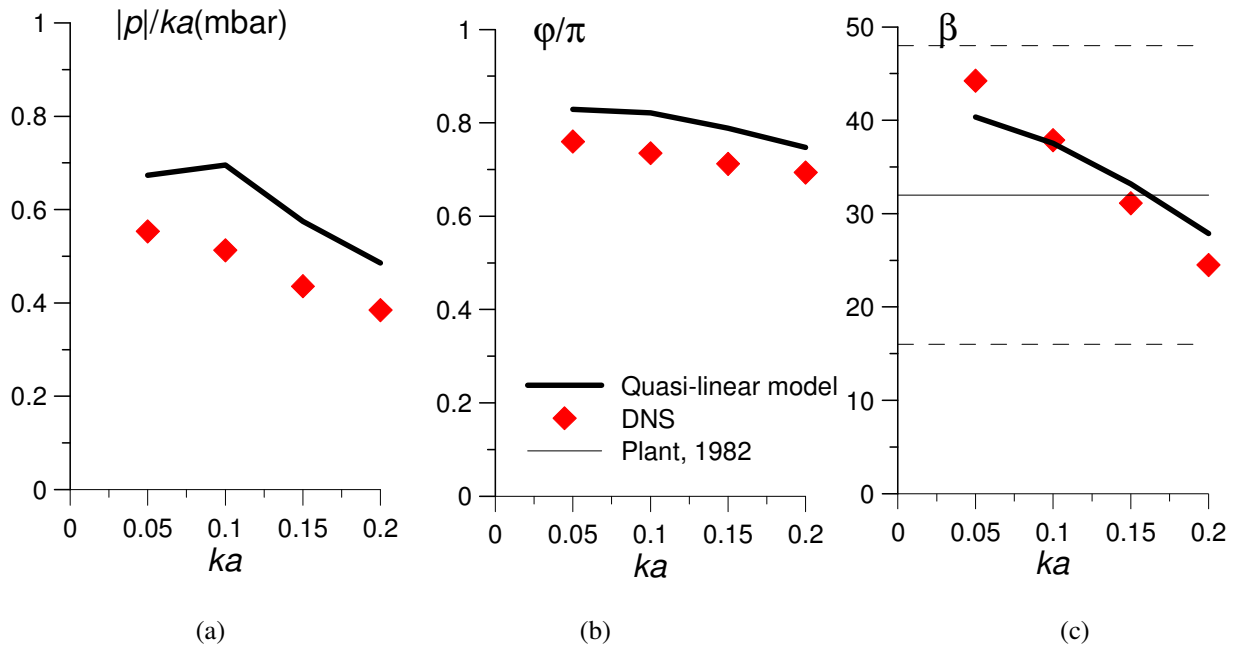 |p|/ka(mbar)
1
0.8
0.6
0.4
0.2
0
0 0.05 0.1 0.15 0.2
ka
(a)
φ/π
1
0.8
0.6
0.4
0.2
0
Quasi-linear model
DNS
Plant, 1982
0 0.05 0.1 0.15 0.2
ka
(b)
β
50
40
30
20
10
0
0 0.05 0.1 0.15 0.2
ka
(c)